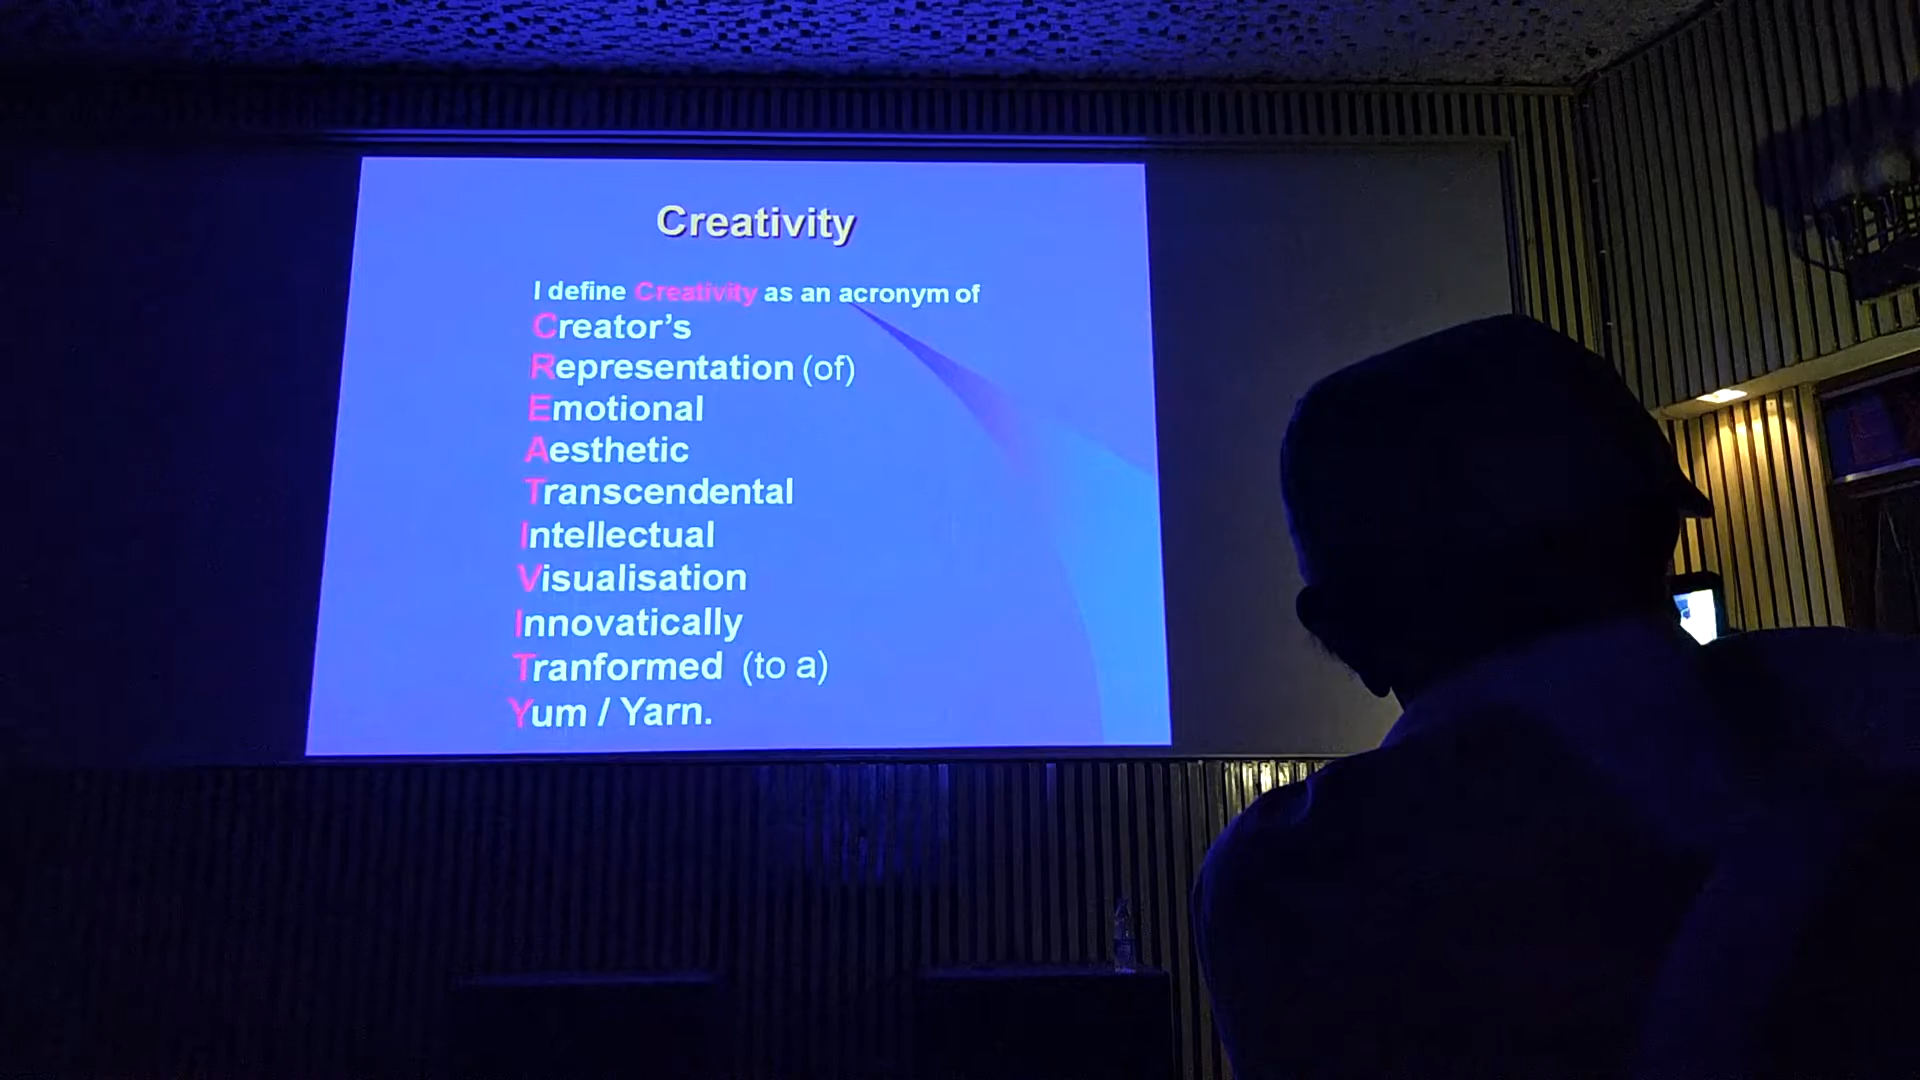 Creativity
I define Creativity as an acronym of
Creator’s
Representation (of)
Emotional
Aesthetic
Transcendental
Intellectual
Visualisation
Innovatically
Tranformed (to a)
Yum / Yarn.